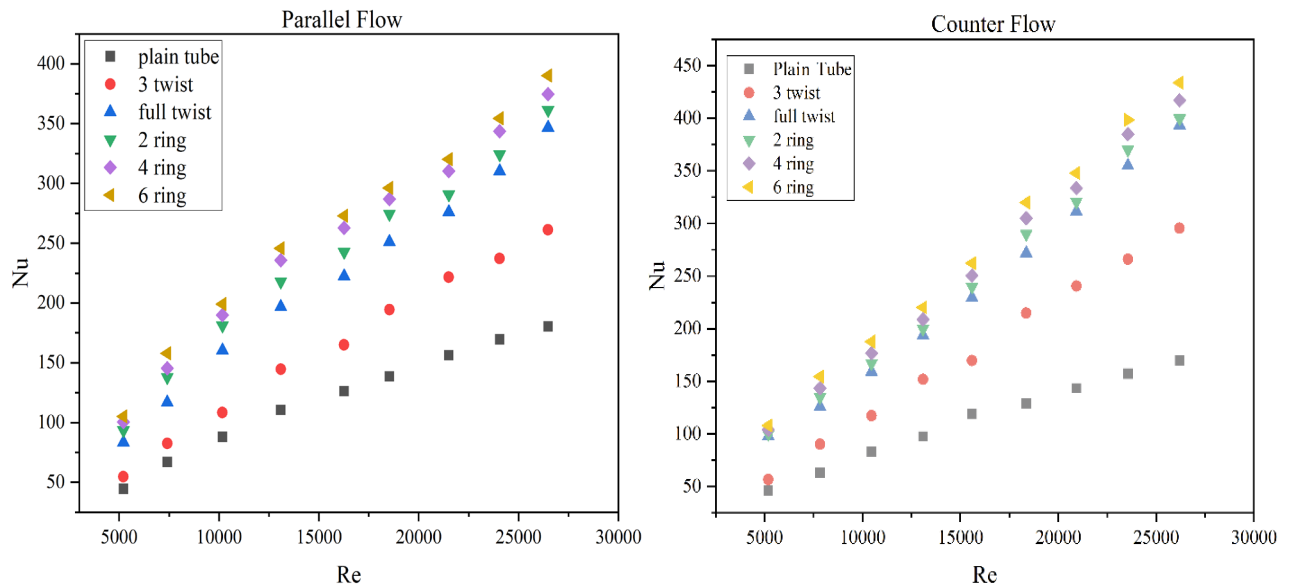 Parallel Flow
plain tube
3 twist
full twist
2 ring
4 ring
6 ring
Nu
400
350
300
250
200
150
100
50
5000 10000 15000 20000 25000 30000
Re
Counter Flow
Plain Tube
3 twist
full twist
2 ring
4 ring
6 ring
Nu
450
400
350
300
250
200
150
100
50
5000 10000 15000 20000 25000 30000
Re